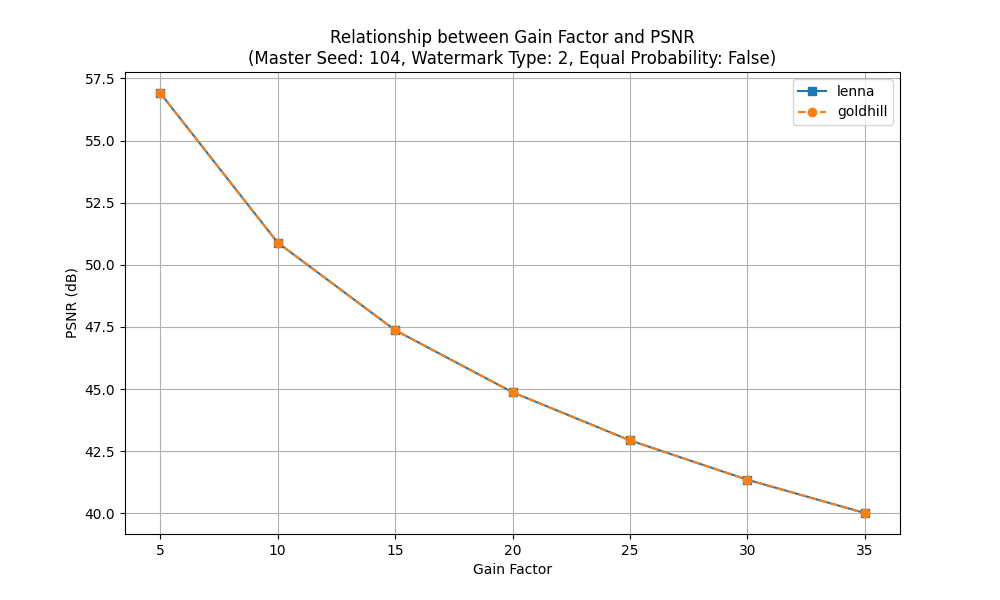 Relationship between Gain Factor and PSNR
(Master Seed: 104, Watermark Type: 2, Equal Probability: False)
57.5
55.0
52.5
50.0
47.5
45.0
42.5
40.0
PSNR (dB)
lenna
goldhill
5 10 15 20 25 30 35
Gain Factor